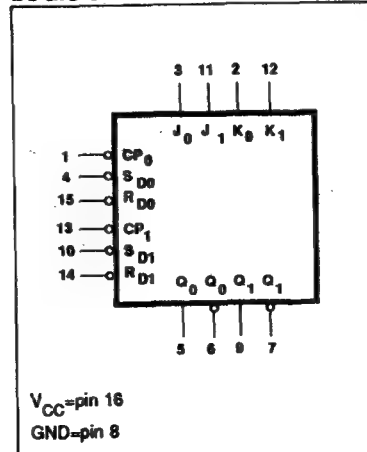 3 11 2 12
J0 J1 K0 K1
1 CP0
4 SD0
15 RD0
13 CP1
10 SD1
14 RD1
Q0 Q0 Q1 Q1
5 6 9 7
VCC=pin 16
GND=pin 8